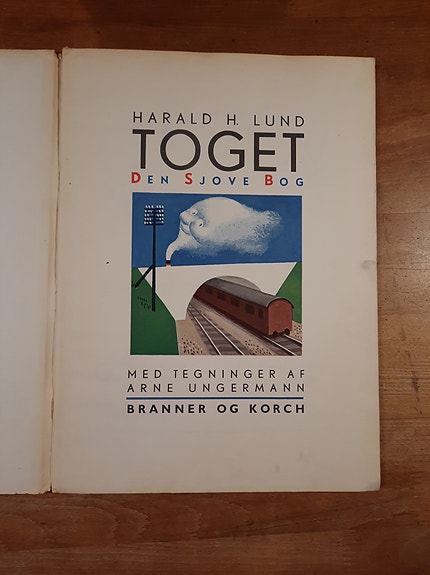 HARALD H. LUND
TOGET
DEN SJOVE BOG
MED TEGNINGER AF
ARNE UNGERMANN
BRANNER OG KORCH